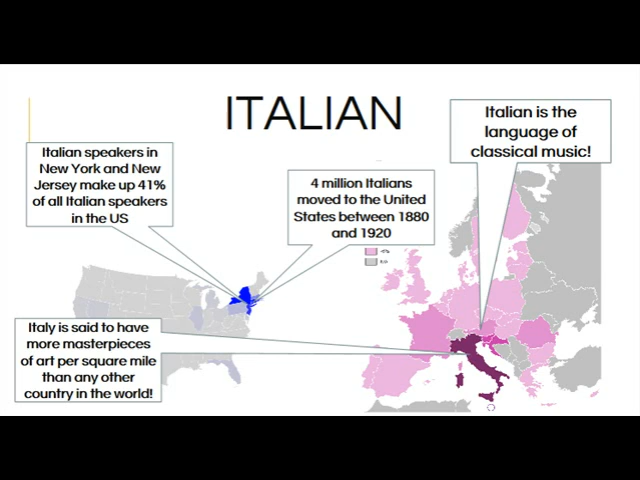 ITALIAN
Italian is the
language of
classical music!
Italian speakers in
New York and New
Jersey make up 41%
of all Italian speakers
in the US
4 million Italians
moved to the United
States between 1880
and 1920
Italy is said to have
more masterpieces
of art per square mile
than any other
country in the world!